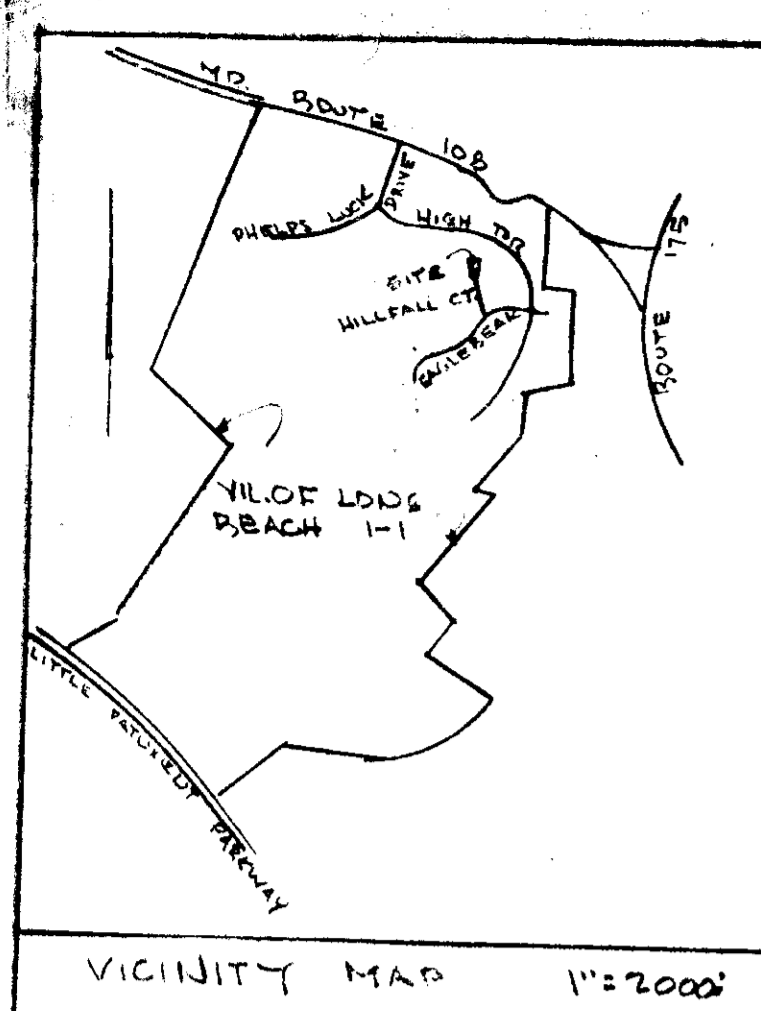 MD. ROUTE 108
PHELPS LUCK DRIVE
HIGH TOR
ROUTE 175
SITE
HILLFALL CT.
VIL. OF LONG
REACH 1-1
LITTLE PATUXENT PARKWAY
VICINITY MAP 1"=2000'